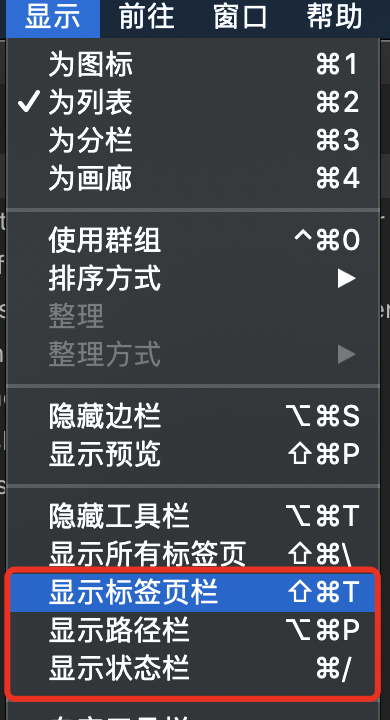 显示 前往 窗口 帮助
为图标 ⌘1
✓ 为列表 ⌘2
为分栏 ⌘3
为画廊 ⌘4
使用群组 ^⌘0
排序方式 ▶
整理
整理方式 ▶
隐藏边栏 ⌥⌘S
显示预览 ⇧⌘P
隐藏工具栏 ⌥⌘T
显示所有标签页 ⇧⌘\
显示标签页栏 ⇧⌘T
显示路径栏 ⌥⌘P
显示状态栏 ⌘/